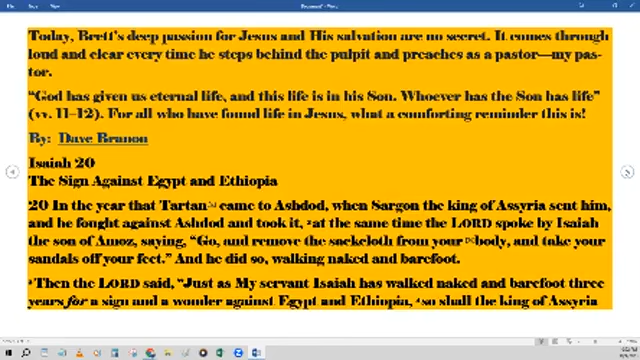 Today, Brett's deep passion for Jesus and His salvation are no secret. It comes through
loud and clear every time he steps behind the pulpit and preaches as a pastor—my pas-
tor.
"God has given us eternal life, and this life is in his Son. Whoever has the Son has life"
(vv. 11–12). For all who have found life in Jesus, what a comforting reminder this is!
By: Dave Branon
Isaiah 20
The Sign Against Egypt and Ethiopia
20 In the year that Tartan came to Ashdod, when Sargon the king of Assyria sent him,
and he fought against Ashdod and took it, 2 at the same time the LORD spoke by Isaiah
the son of Amoz, saying, "Go, and remove the sackcloth from your body, and take your
sandals off your feet." And he did so, walking naked and barefoot.
3 Then the LORD said, "Just as My servant Isaiah has walked naked and barefoot three
years for a sign and a wonder against Egypt and Ethiopia, 4 so shall the king of Assyria